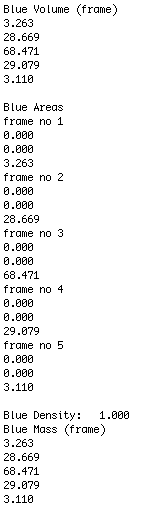 Blue Volume (frame)
3.263
28.669
68.471
29.079
3.110
Blue Areas
frame no 1
0.000
0.000
3.263
frame no 2
0.000
0.000
28.669
frame no 3
0.000
0.000
68.471
frame no 4
0.000
0.000
29.079
frame no 5
0.000
0.000
3.110
Blue Density:   1.000
Blue Mass (frame)
3.263
28.669
68.471
29.079
3.110